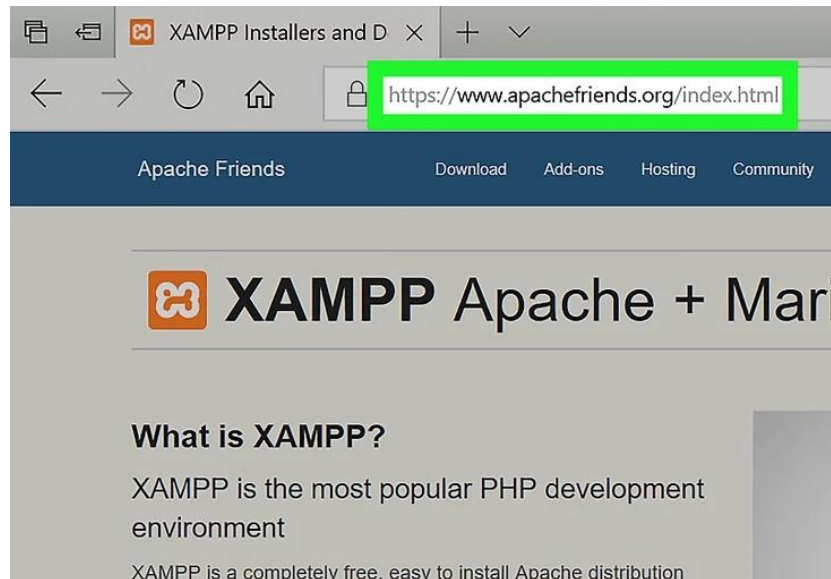 XAMPP Installers and D
https://www.apachefriends.org/index.html
Apache Friends Download Add-ons Hosting Community
XAMPP Apache + Mar
What is XAMPP?
XAMPP is the most popular PHP development
environment
XAMPP is a completely free, easy to install Apache distribution